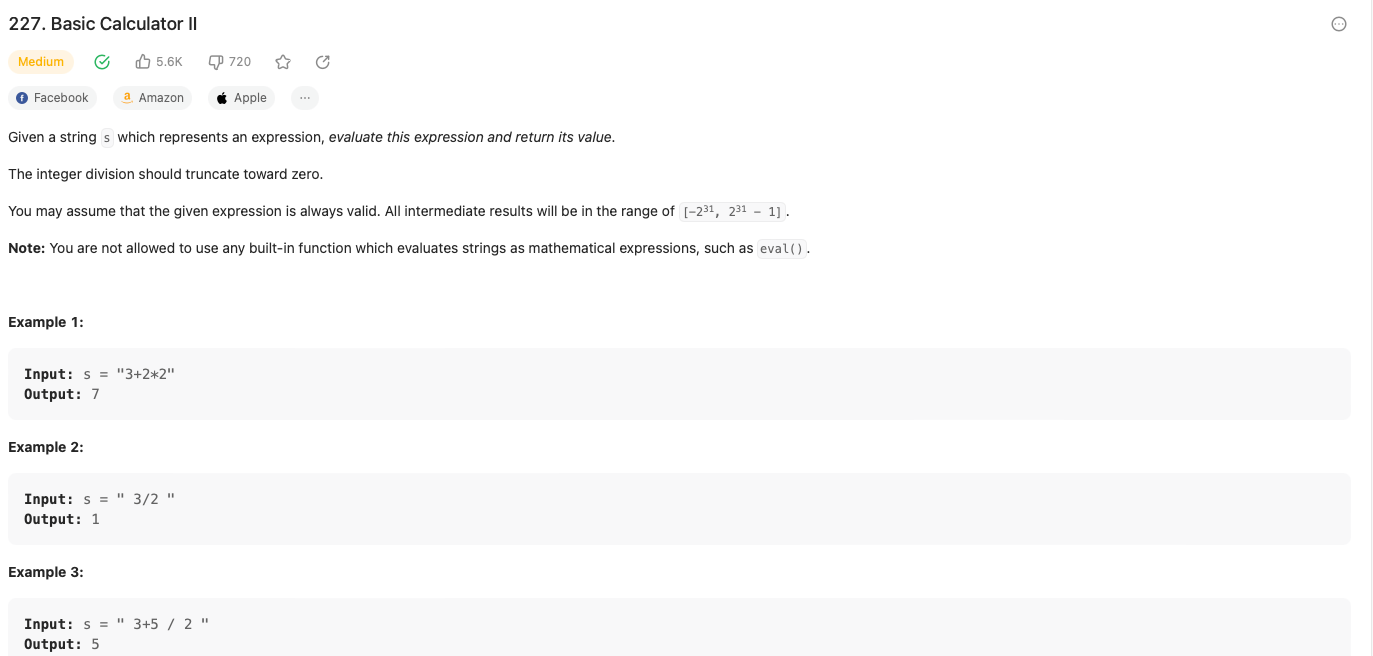 227. Basic Calculator II
Medium 5.6K 720
Facebook Amazon Apple ...
Given a string s which represents an expression, evaluate this expression and return its value.
The integer division should truncate toward zero.
You may assume that the given expression is always valid. All intermediate results will be in the range of [-2³¹, 2³¹ - 1].
Note: You are not allowed to use any built-in function which evaluates strings as mathematical expressions, such as eval().
Example 1:
Input: s = "3+2*2"
Output: 7
Example 2:
Input: s = " 3/2 "
Output: 1
Example 3:
Input: s = " 3+5 / 2 "
Output: 5